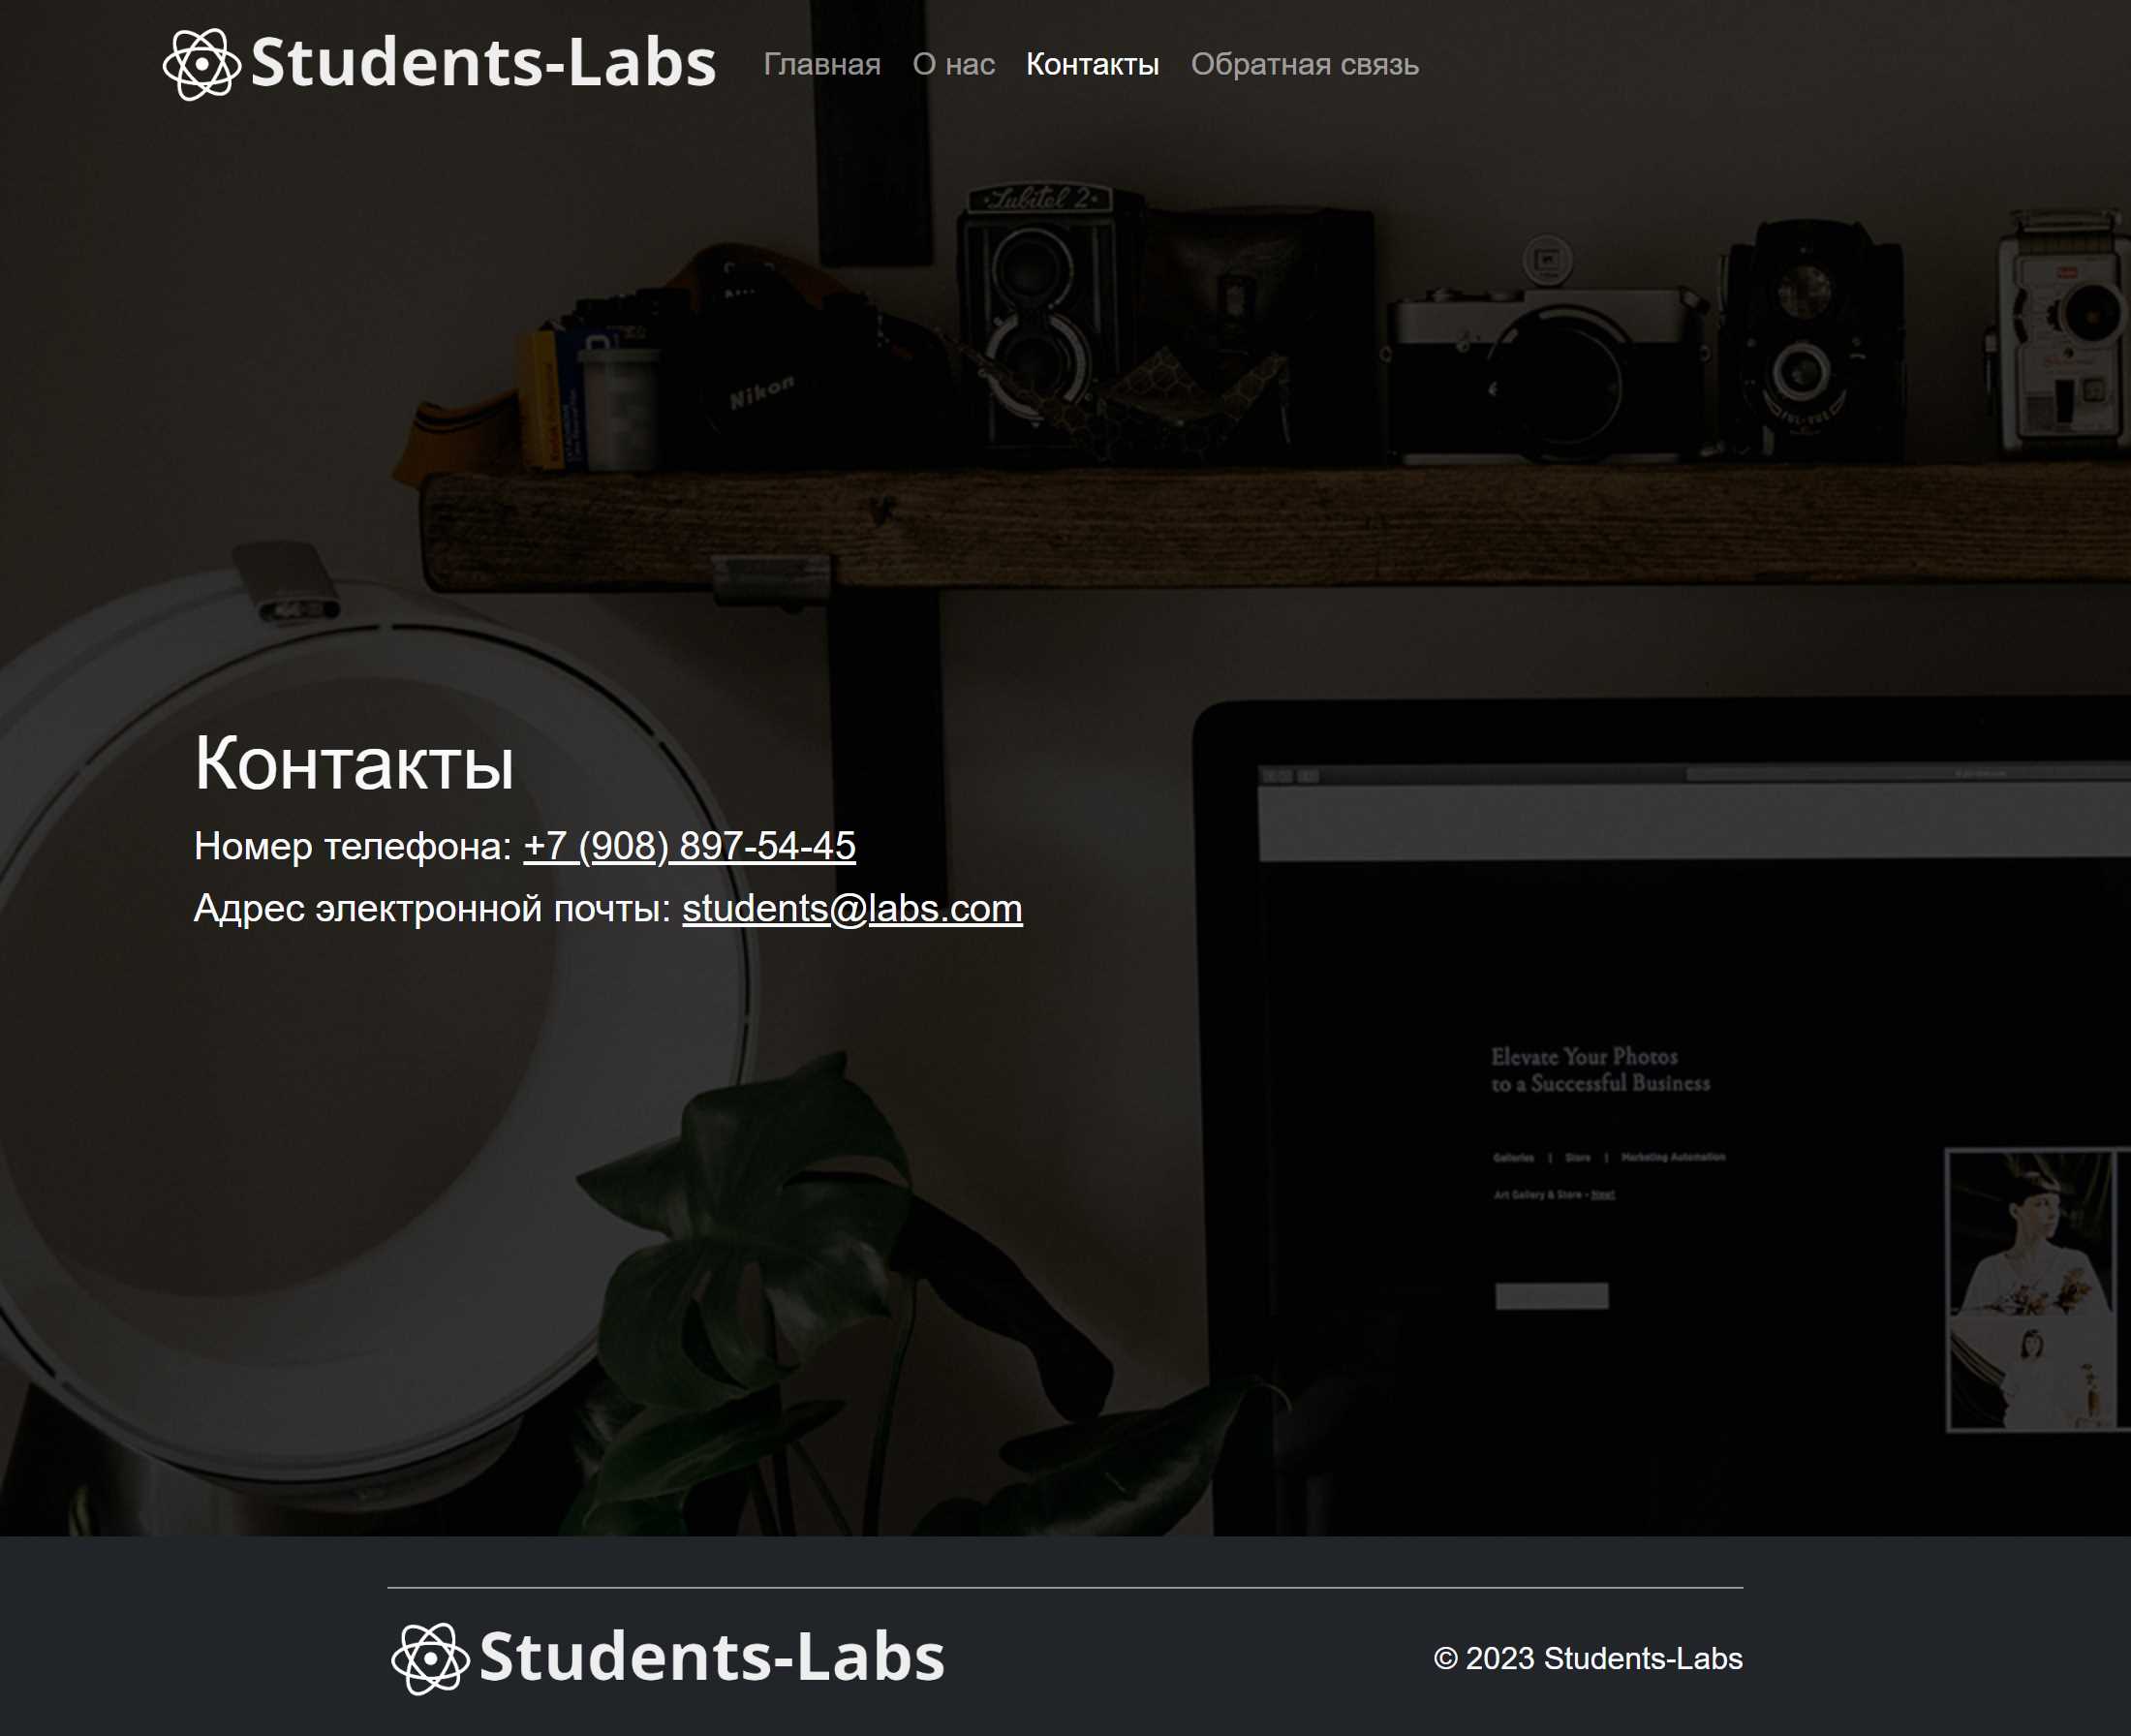 Students-Labs
Главная О нас Контакты Обратная связь
·Lubitel 2·
Nikon
Контакты
Номер телефона: +7 (908) 897-54-45
Адрес электронной почты: students@labs.com
Elevate Your Photos
to a Successful Business
Galleries | Store | Marketing Automation
Art Gallery & Store - New!
Students-Labs
© 2023 Students-Labs